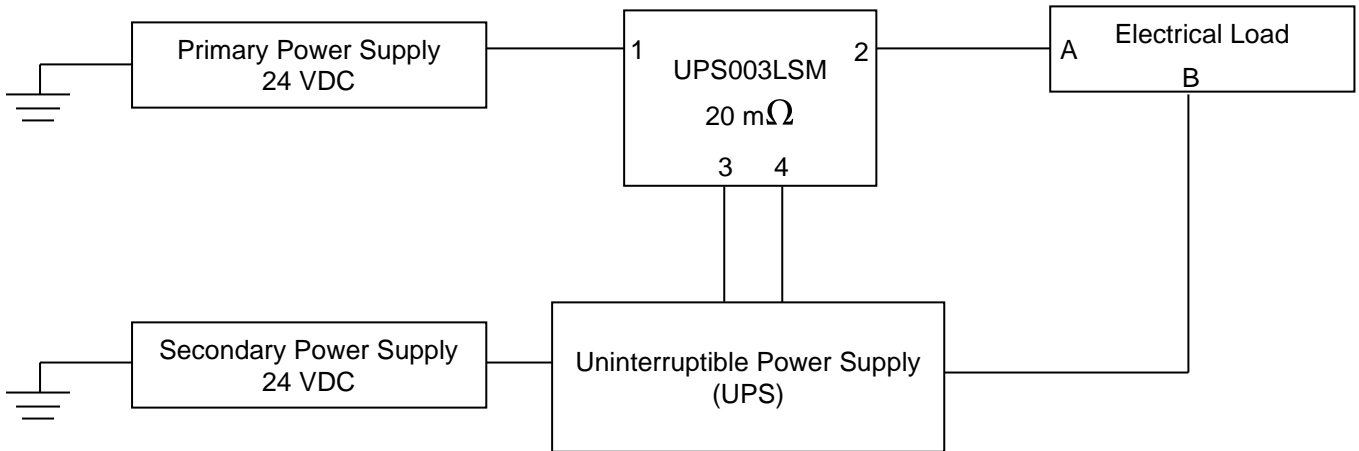 Primary Power Supply
24 VDC
1
UPS003LSM
20 mΩ
2
3 4
A
Electrical Load
B
Secondary Power Supply
24 VDC
Uninterruptible Power Supply
(UPS)